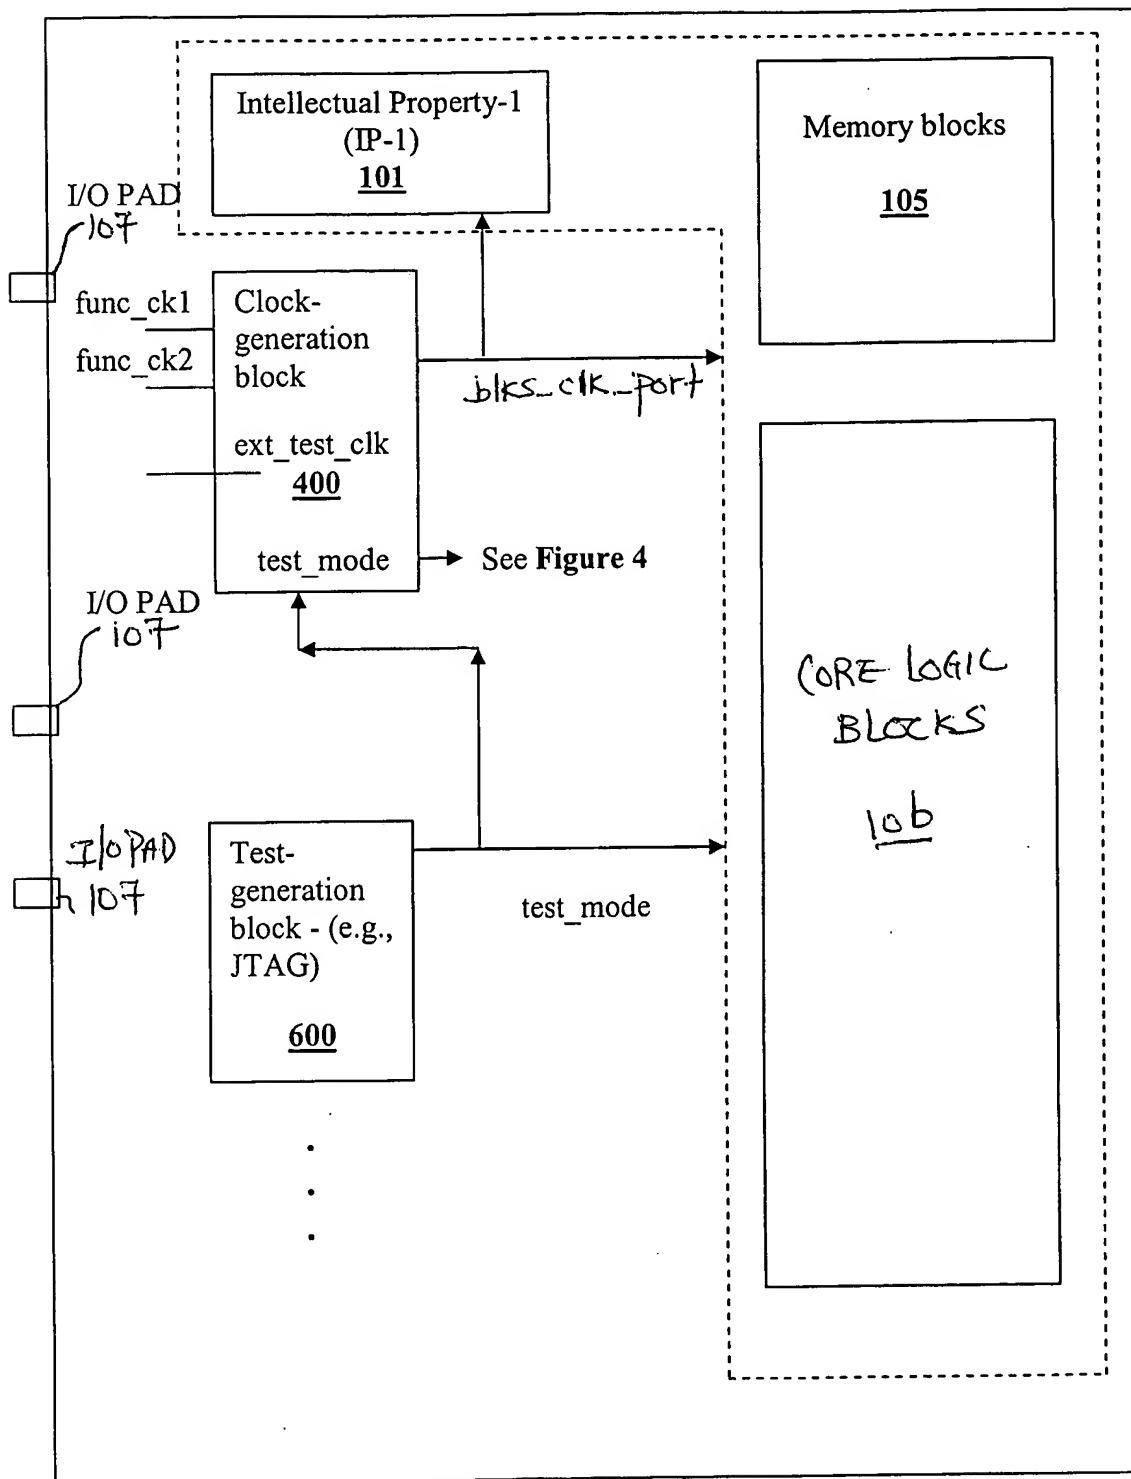 Intellectual Property-1
(IP-1)
101
Memory blocks
105
I/O PAD
107
func_ck1
func_ck2
Clock-
generation
block
ext_test_clk
400
test_mode
blks_clk_port
See Figure 4
I/O PAD
107
CORE LOGIC
BLOCKS
106
I/O PAD
107
Test-
generation
block - (e.g.,
JTAG)
600
test_mode